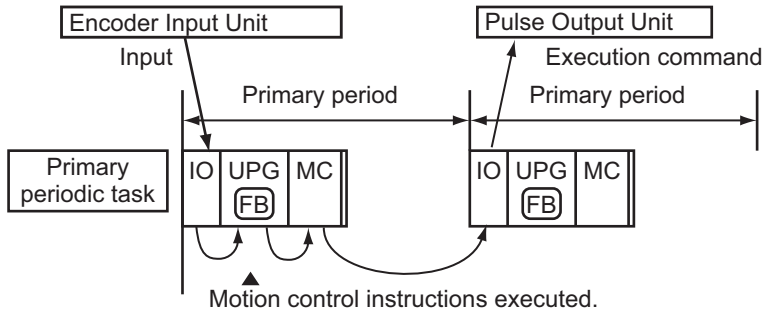 Encoder Input Unit
Pulse Output Unit
Input
Execution command
Primary period
Primary period
Primary
periodic task
IO UPG MC
FB
IO UPG MC
FB
Motion control instructions executed.